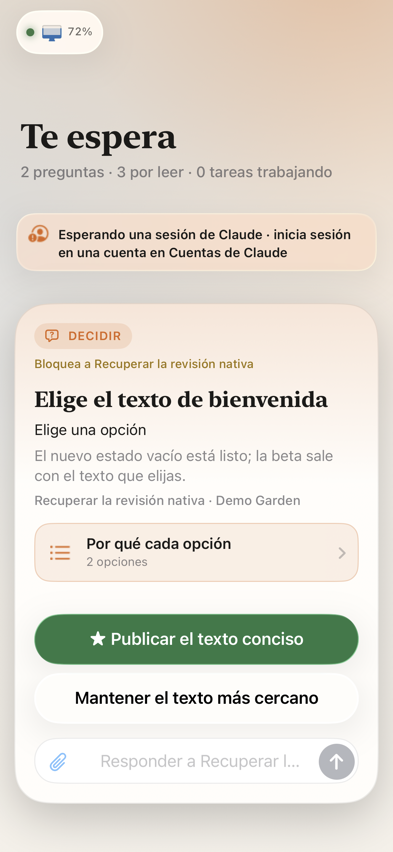 72%
Te espera
2 preguntas · 3 por leer · 0 tareas trabajando
Esperando una sesión de Claude · inicia sesión
en una cuenta en Cuentas de Claude
DECIDIR
Bloquea a Recuperar la revisión nativa
Elige el texto de bienvenida
Elige una opción
El nuevo estado vacío está listo; la beta sale
con el texto que elijas.
Recuperar la revisión nativa · Demo Garden
Por qué cada opción
2 opciones
Publicar el texto conciso
Mantener el texto más cercano
Responder a Recuperar l...